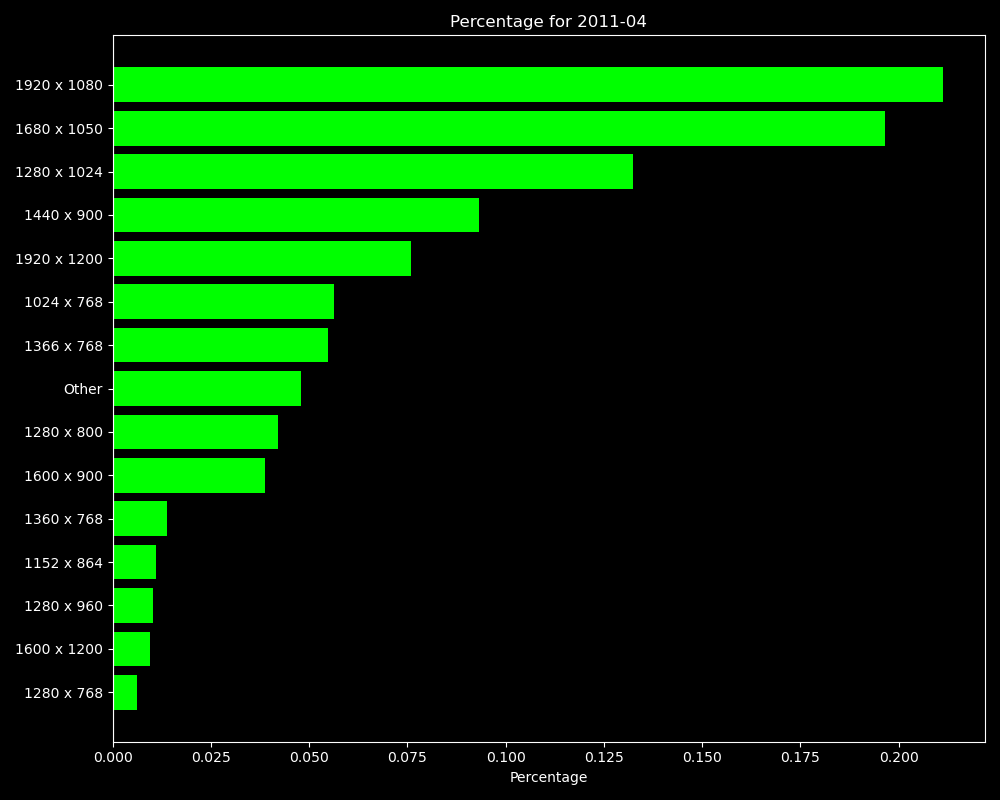 Percentage for 2011-04
1920 x 1080
1680 x 1050
1280 x 1024
1440 x 900
1920 x 1200
1024 x 768
1366 x 768
Other
1280 x 800
1600 x 900
1360 x 768
1152 x 864
1280 x 960
1600 x 1200
1280 x 768
0.000 0.025 0.050 0.075 0.100 0.125 0.150 0.175 0.200
Percentage